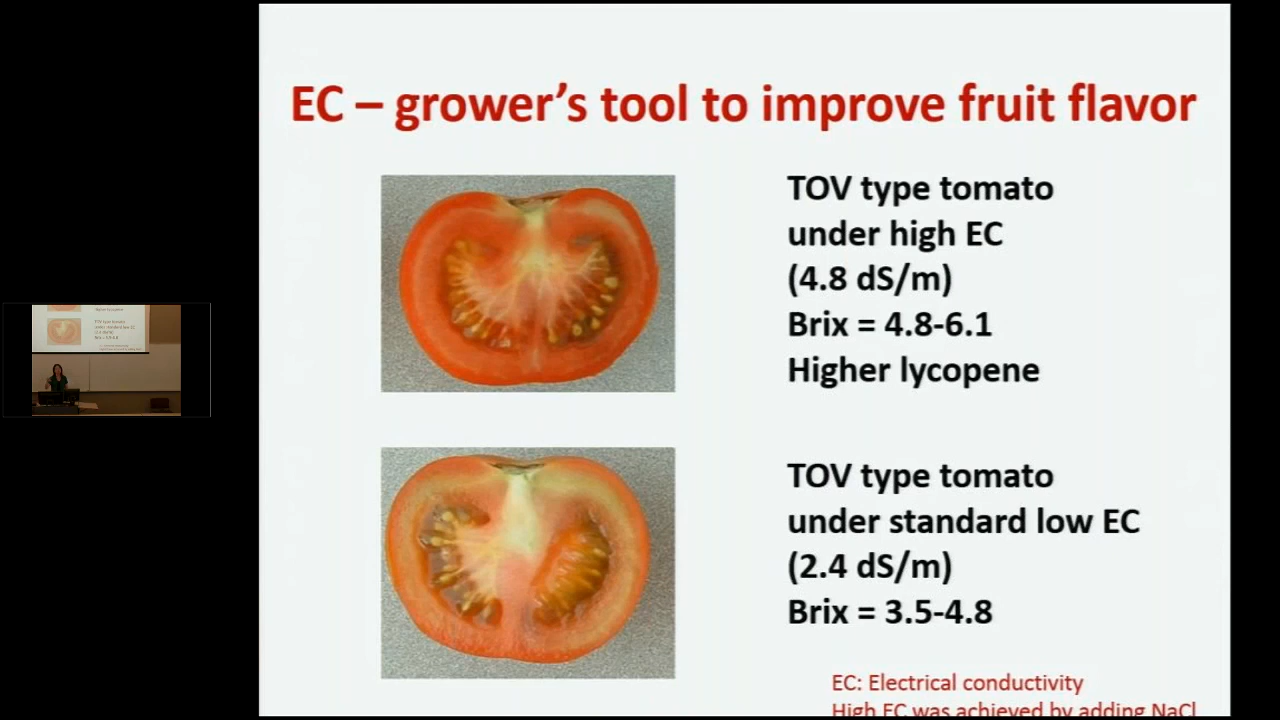 EC – grower's tool to improve fruit flavor
TOV type tomato
under high EC
(4.8 dS/m)
Brix = 4.8-6.1
Higher lycopene
TOV type tomato
under standard low EC
(2.4 dS/m)
Brix = 3.5-4.8
EC: Electrical conductivity
High EC was achieved by adding NaCl